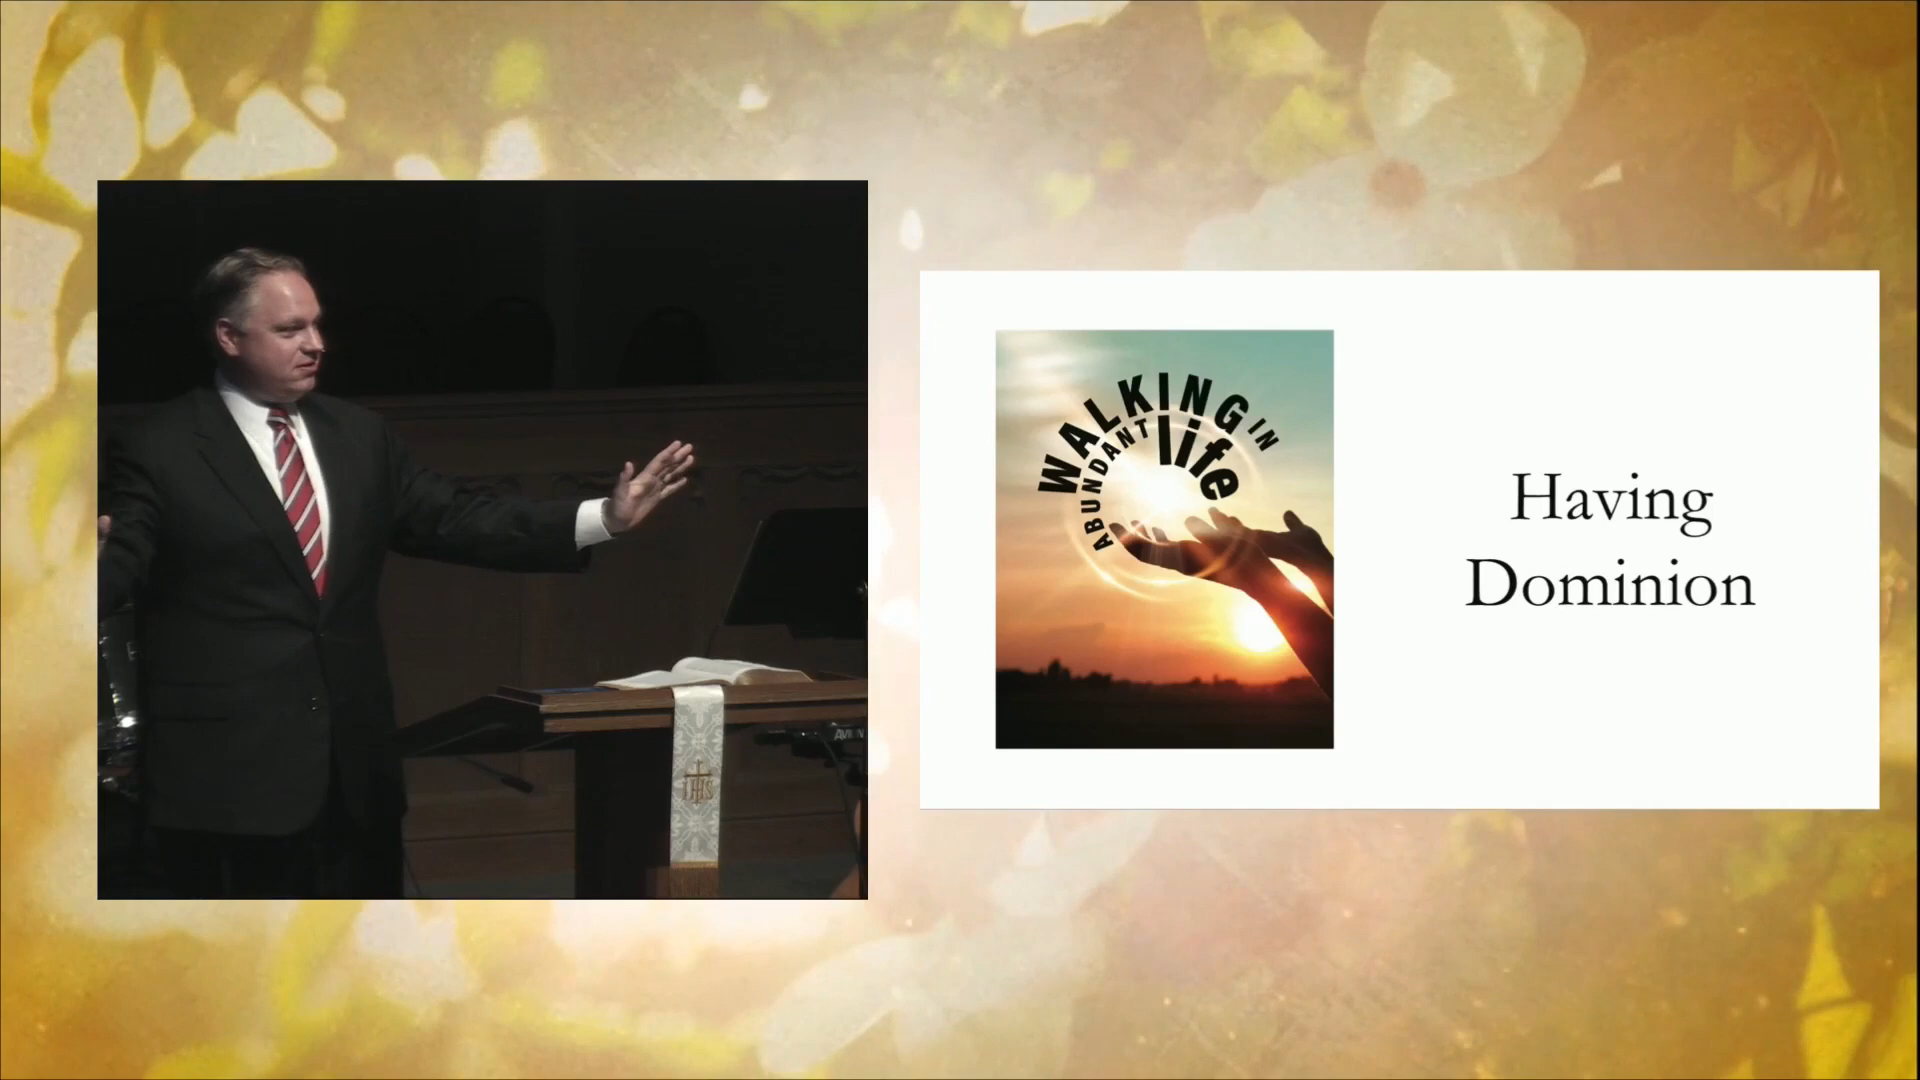 WALKING IN
ABUNDANT life
Having
Dominion
IHS